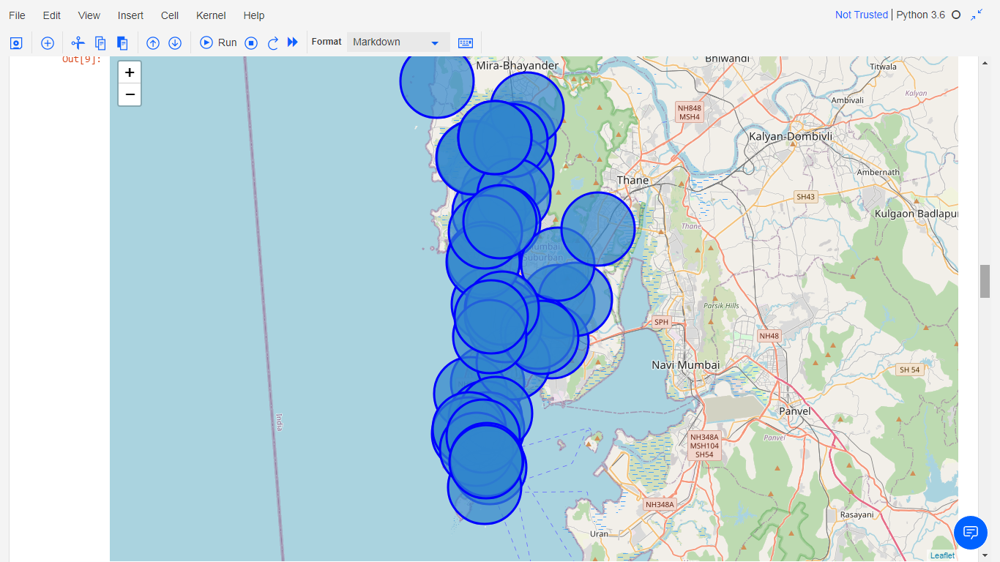 File Edit View Insert Cell Kernel Help
Not Trusted Python 3.6
Run
Format
Markdown
Out[9]:
+
−
Mira-Bhayander
Bhiwandi
Titwala
NH848
MSH4
Kalyan
Ambivali
Kalyan-Dombivli
Thane
Ambernath
SH43
Kulgaon Badlapur
Thane
Mumbai
Suburban
Parsik Hills
SPH
NH48
Navi Mumbai
SH 54
India
Panvel
NH348A
MSH104
SH54
Panvel
NH348A
Rasayani
Uran
Leaflet